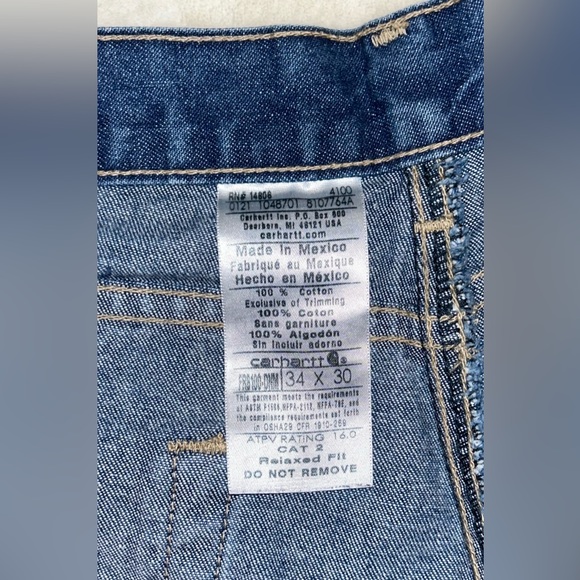 RN# 14806 4100
0121 1048701 8107764A
Carhartt Inc. P.O. Box 600
Dearborn, MI 48121 USA
carhartt.com
Made in Mexico
Fabriqué au Mexique
Hecho en México
100 % Cotton
Exclusive of Trimming
100% Coton
Sans garniture
100% Algodón
Sin incluir adorno
carhartt
FRB100-DNM 34 X 30
This garment meets the requirements
of ASTM F1506,NFPA-2112, NFPA-70E, and
the compliance requirements set forth
in OSHA29 CFR 1910-269
ATPV RATING 16.0
CAT 2
Relaxed Fit
DO NOT REMOVE